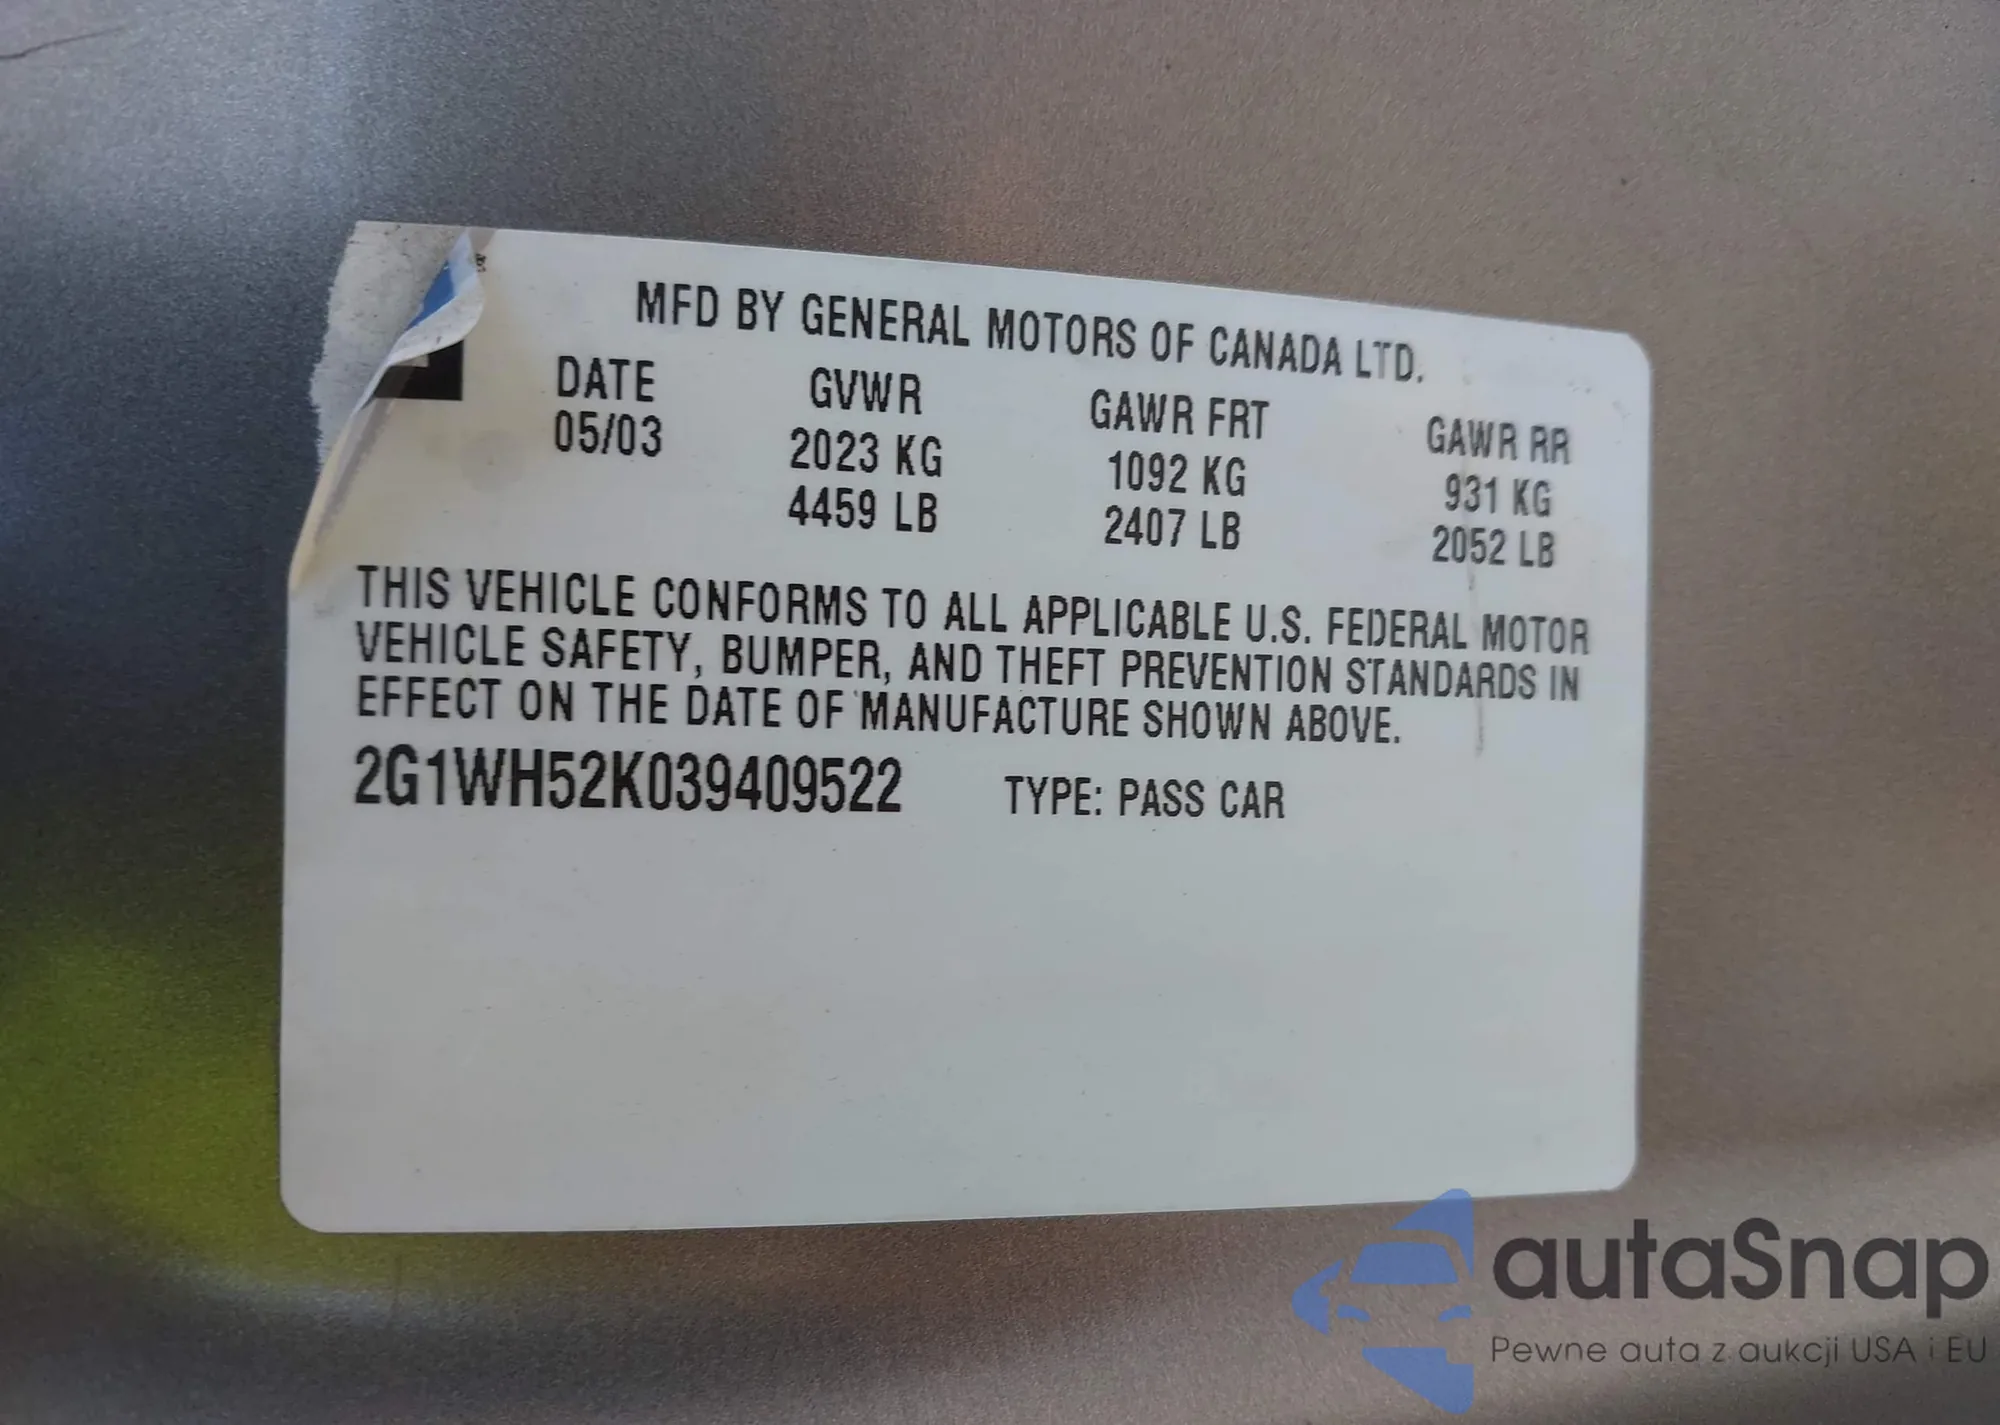 MFD BY GENERAL MOTORS OF CANADA LTD.
DATE GVWR GAWR FRT GAWR RR
05/03 2023 KG 1092 KG 931 KG
4459 LB 2407 LB 2052 LB
THIS VEHICLE CONFORMS TO ALL APPLICABLE U.S. FEDERAL MOTOR
VEHICLE SAFETY, BUMPER, AND THEFT PREVENTION STANDARDS IN
EFFECT ON THE DATE OF MANUFACTURE SHOWN ABOVE.
2G1WH52K039409522 TYPE: PASS CAR
autaSnap
Pewne auta z aukcji USA i EU